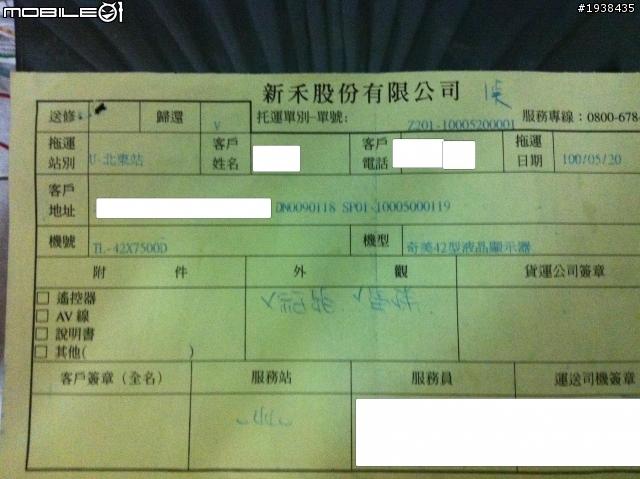 MOBILE01
#1938435
新禾股份有限公司
送修 歸還 V 托運單別-單號: Z201-10005200001 服務專線:0800-678-
拖運站別 U-北東站 客戶姓名 客戶電話 拖運日期 100/05/20
客戶地址 DN0090118 SP01-10005000119
機號 TL-42X7500D 機型 奇美42型液晶顯示器
附 件 外 觀 貨運公司簽章
□ 遙控器
□ AV 線
□ 說明書
□ 其他( )
客戶簽章(全名) 服務站 服務員 運送司機簽章